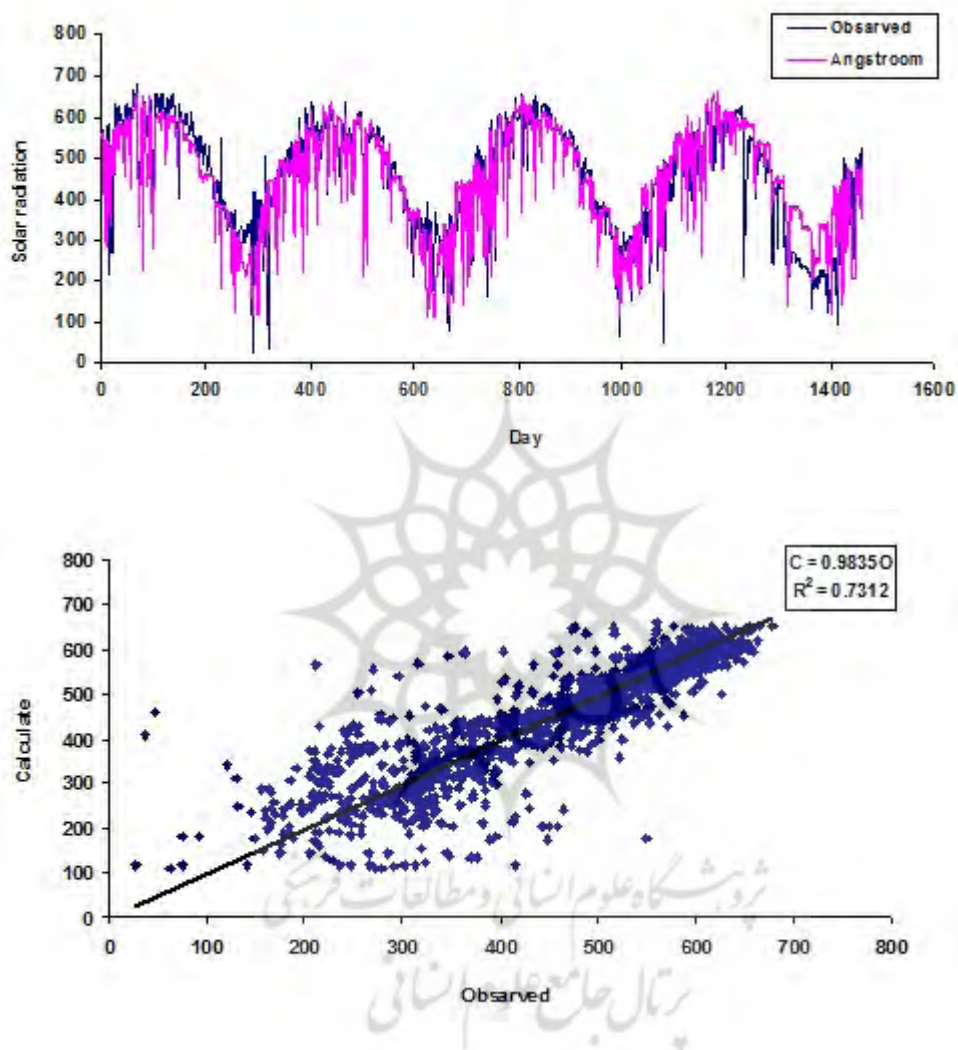 Obsarved
Angstroom
800
700
600
500
400
300
200
100
0
Solar radiation
0 200 400 600 800 1000 1200 1400 1600
Day
C = 0.9835O
R² = 0.7312
800
700
600
500
400
300
200
100
0
Calculate
0 100 200 300 400 500 600 700 800
Obsarved
پژوهشگاه علوم انسانی و مطالعات فرهنگی
پرتال جامع علوم انسانی